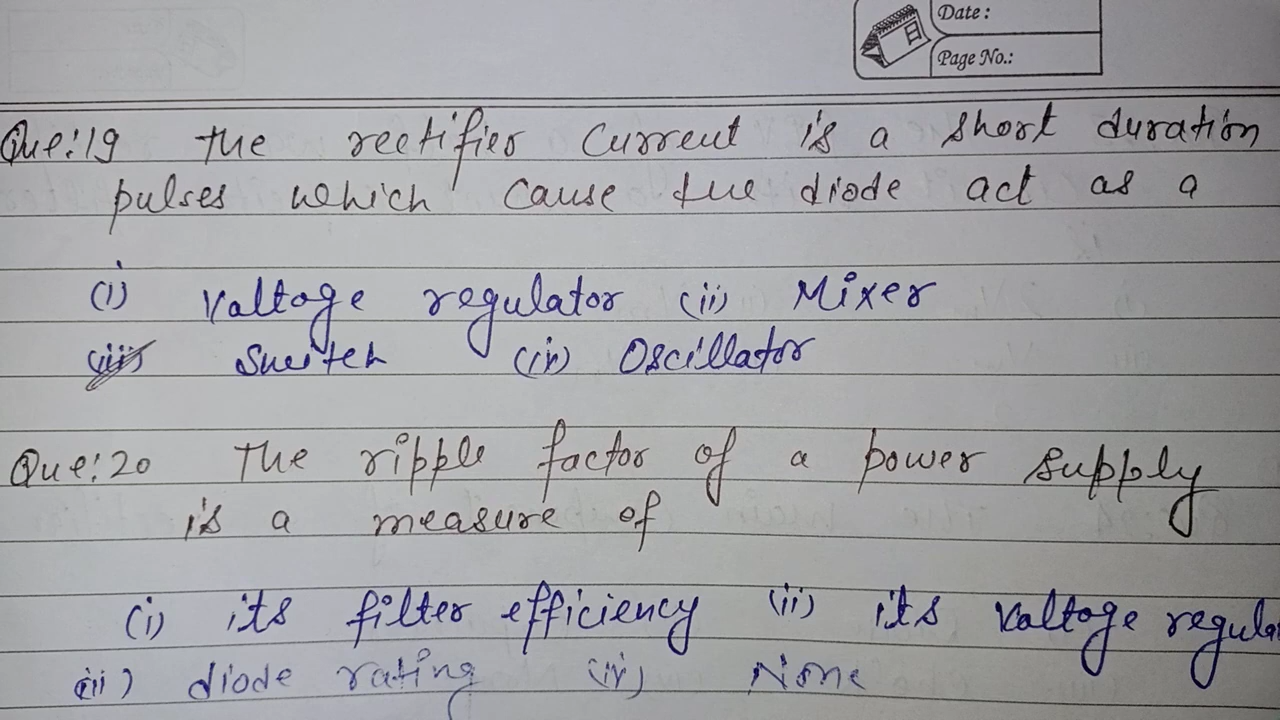 Date :
Page No.:
Que:19 The rectifier current is a short duration
pulses which cause the diode act as a
(i) Voltage regulator (ii) Mixer
(iii) Switch (iv) Oscillator
Que:20 The ripple factor of a power supply
is a measure of
(i) its filter efficiency (ii) its Voltage regula
(iii) diode rating (iv) None